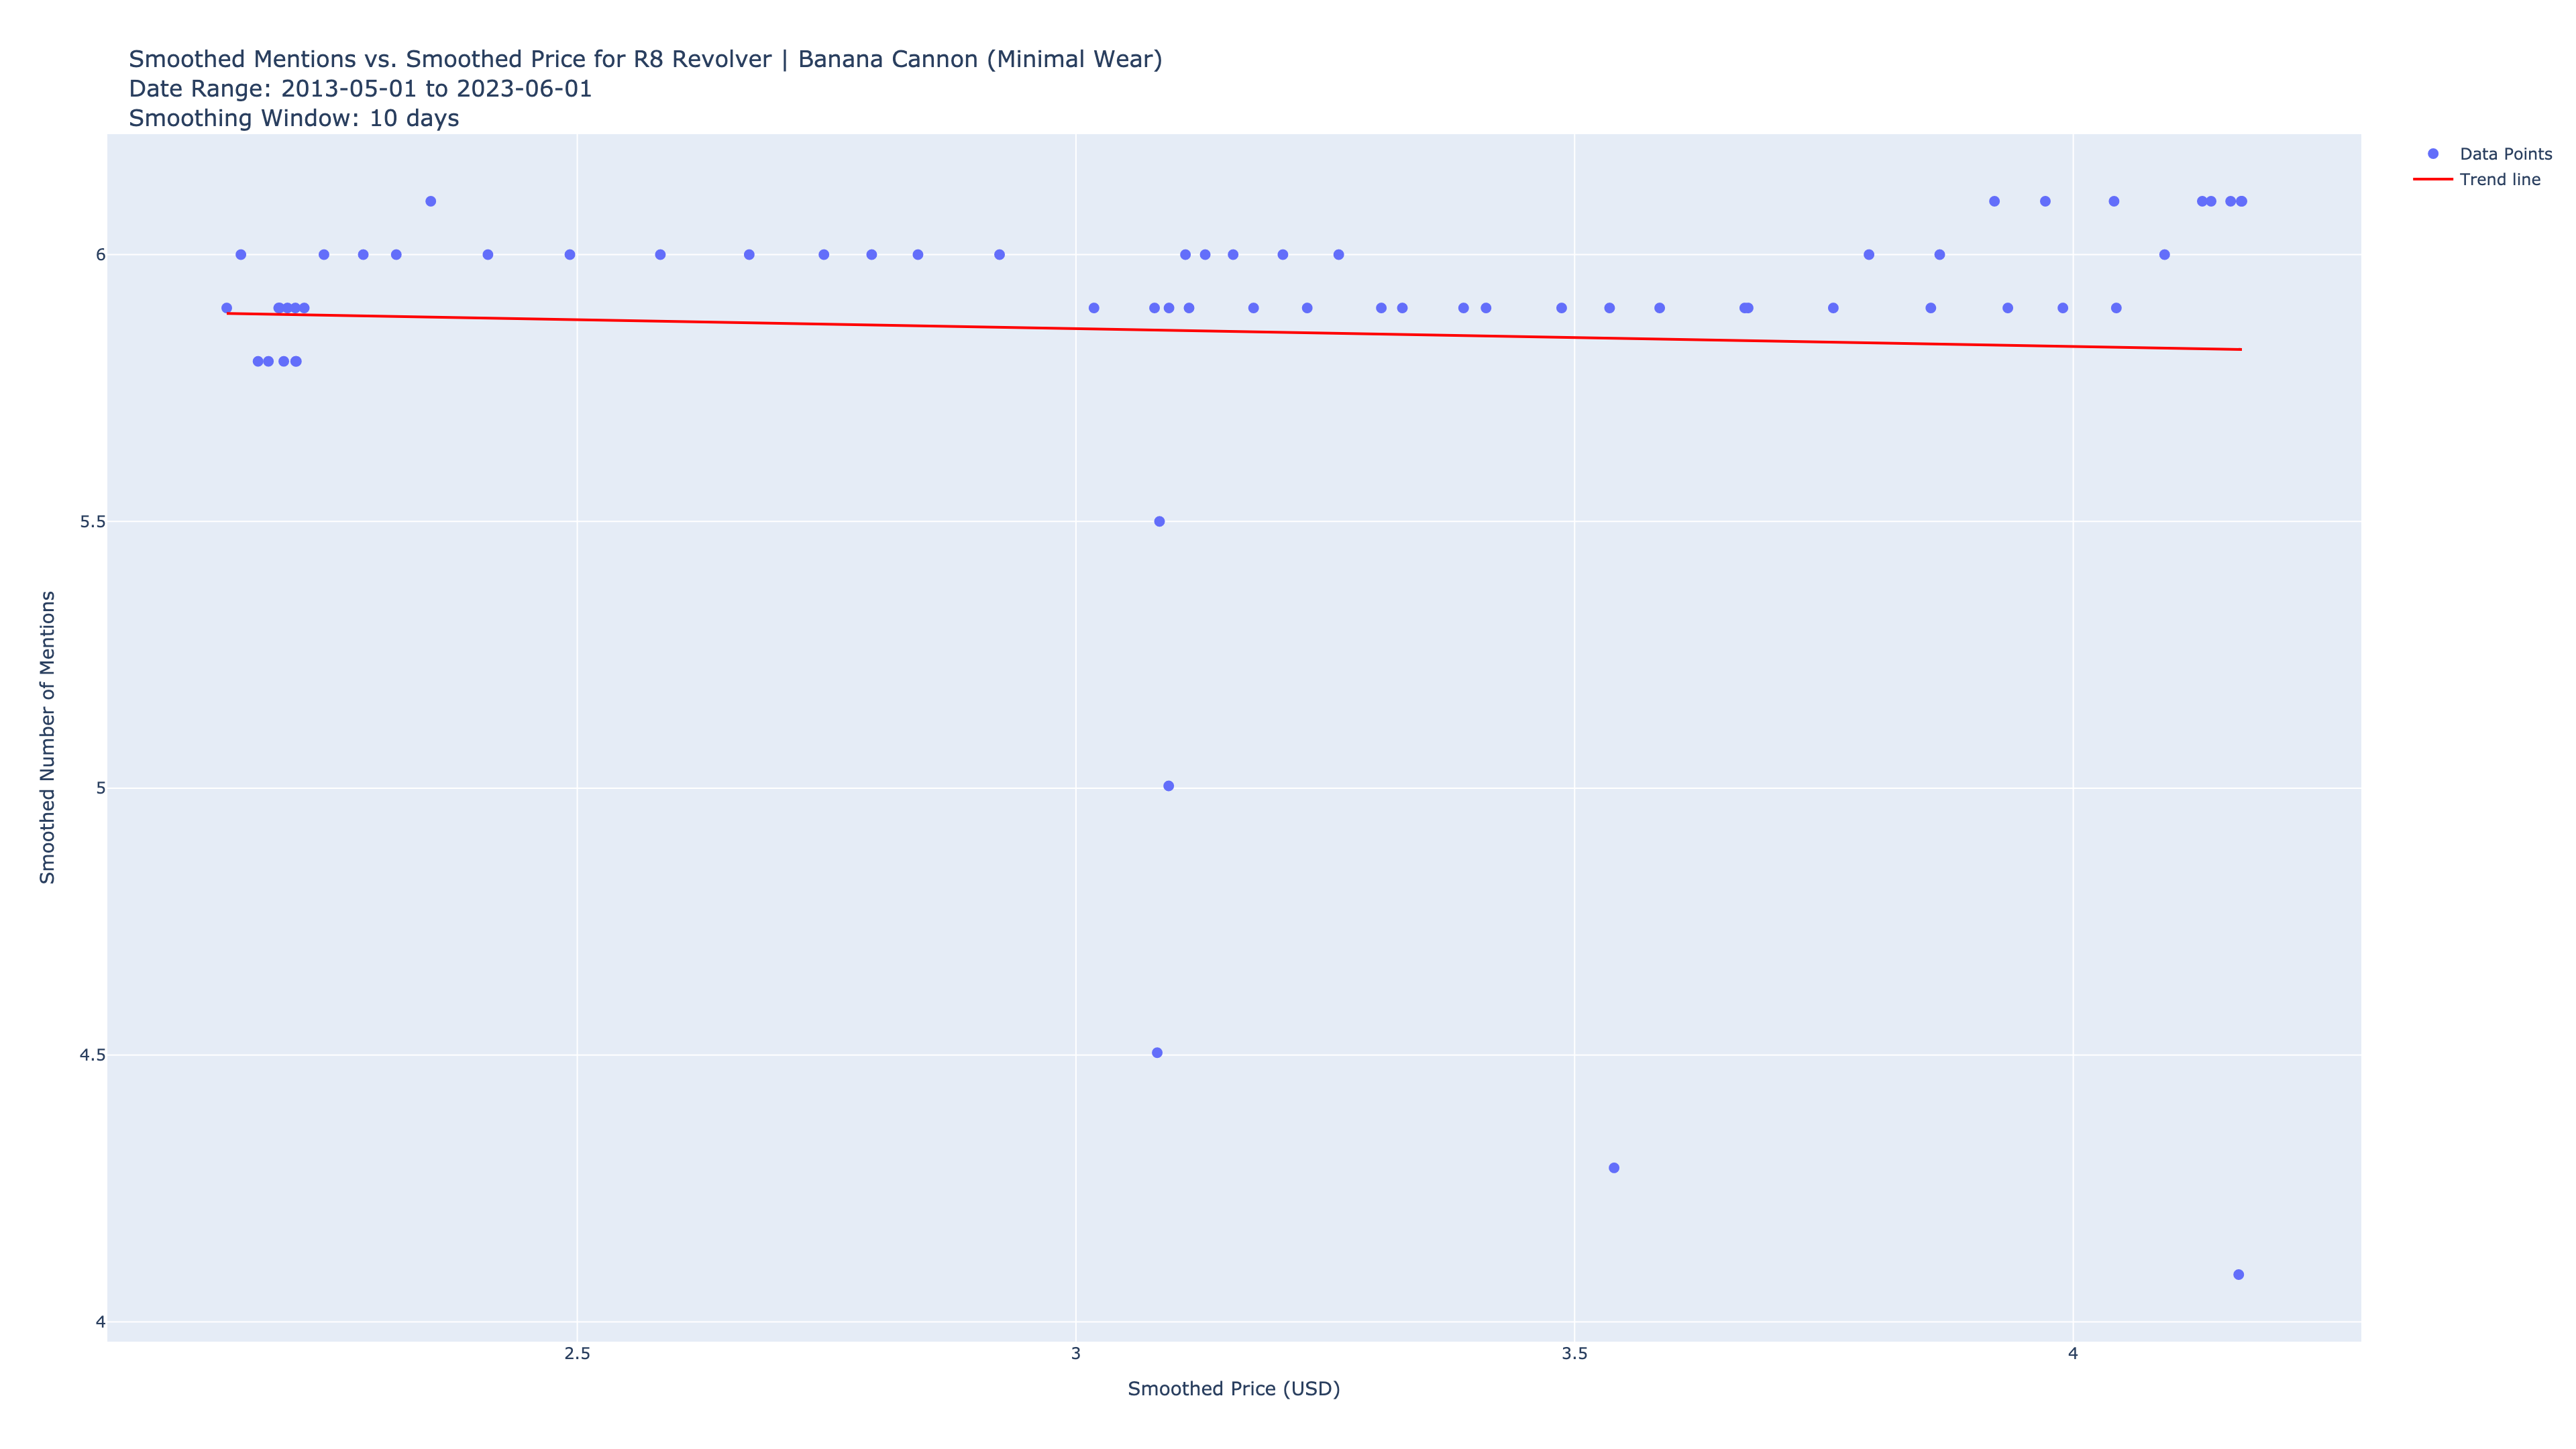 Smoothed Mentions vs. Smoothed Price for R8 Revolver | Banana Cannon (Minimal Wear)
Date Range: 2013-05-01 to 2023-06-01
Smoothing Window: 10 days
Data Points
Trend line
6
5.5
5
4.5
4
Smoothed Number of Mentions
2.5
3
3.5
4
Smoothed Price (USD)